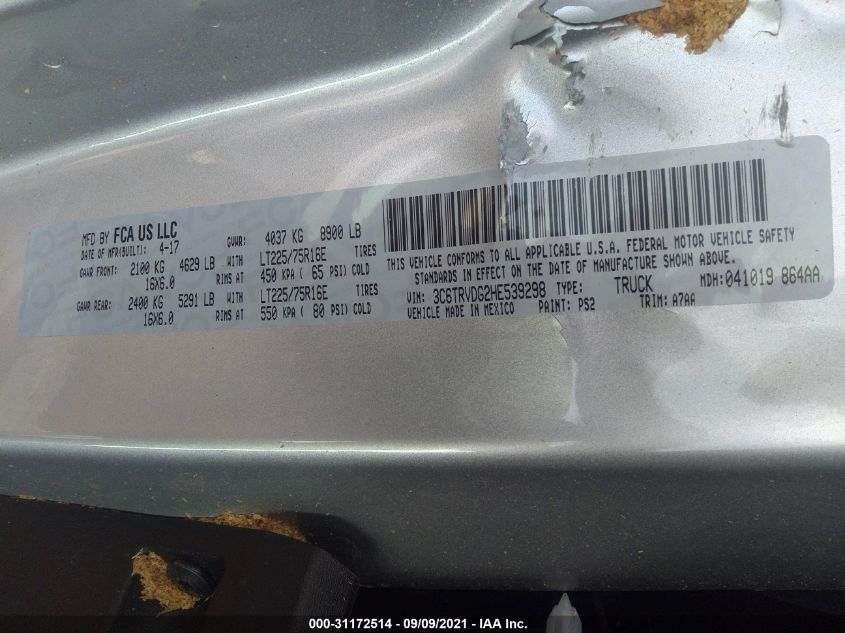 MFD BY FCA US LLC
DATE OF MFR(BUILT): 4-17 GVWR: 4037 KG 8900 LB
GAWR FRONT: 2100 KG 4629 LB WITH LT225/75R16E TIRES
16X6.0 RIMS AT 450 KPA ( 65 PSI) COLD
GAWR REAR: 2400 KG 5291 LB WITH LT225/75R16E TIRES
16X6.0 RIMS AT 550 KPA ( 80 PSI) COLD
THIS VEHICLE CONFORMS TO ALL APPLICABLE U.S.A. FEDERAL MOTOR VEHICLE SAFETY
STANDARDS IN EFFECT ON THE DATE OF MANUFACTURE SHOWN ABOVE.
VIN: 3C6TRVDG2HE539298 TYPE: TRUCK MDH: 041019 864AA
VEHICLE MADE IN MEXICO PAINT: PS2 TRIM: A7AA
000-31172514 - 09/09/2021 - IAA Inc.